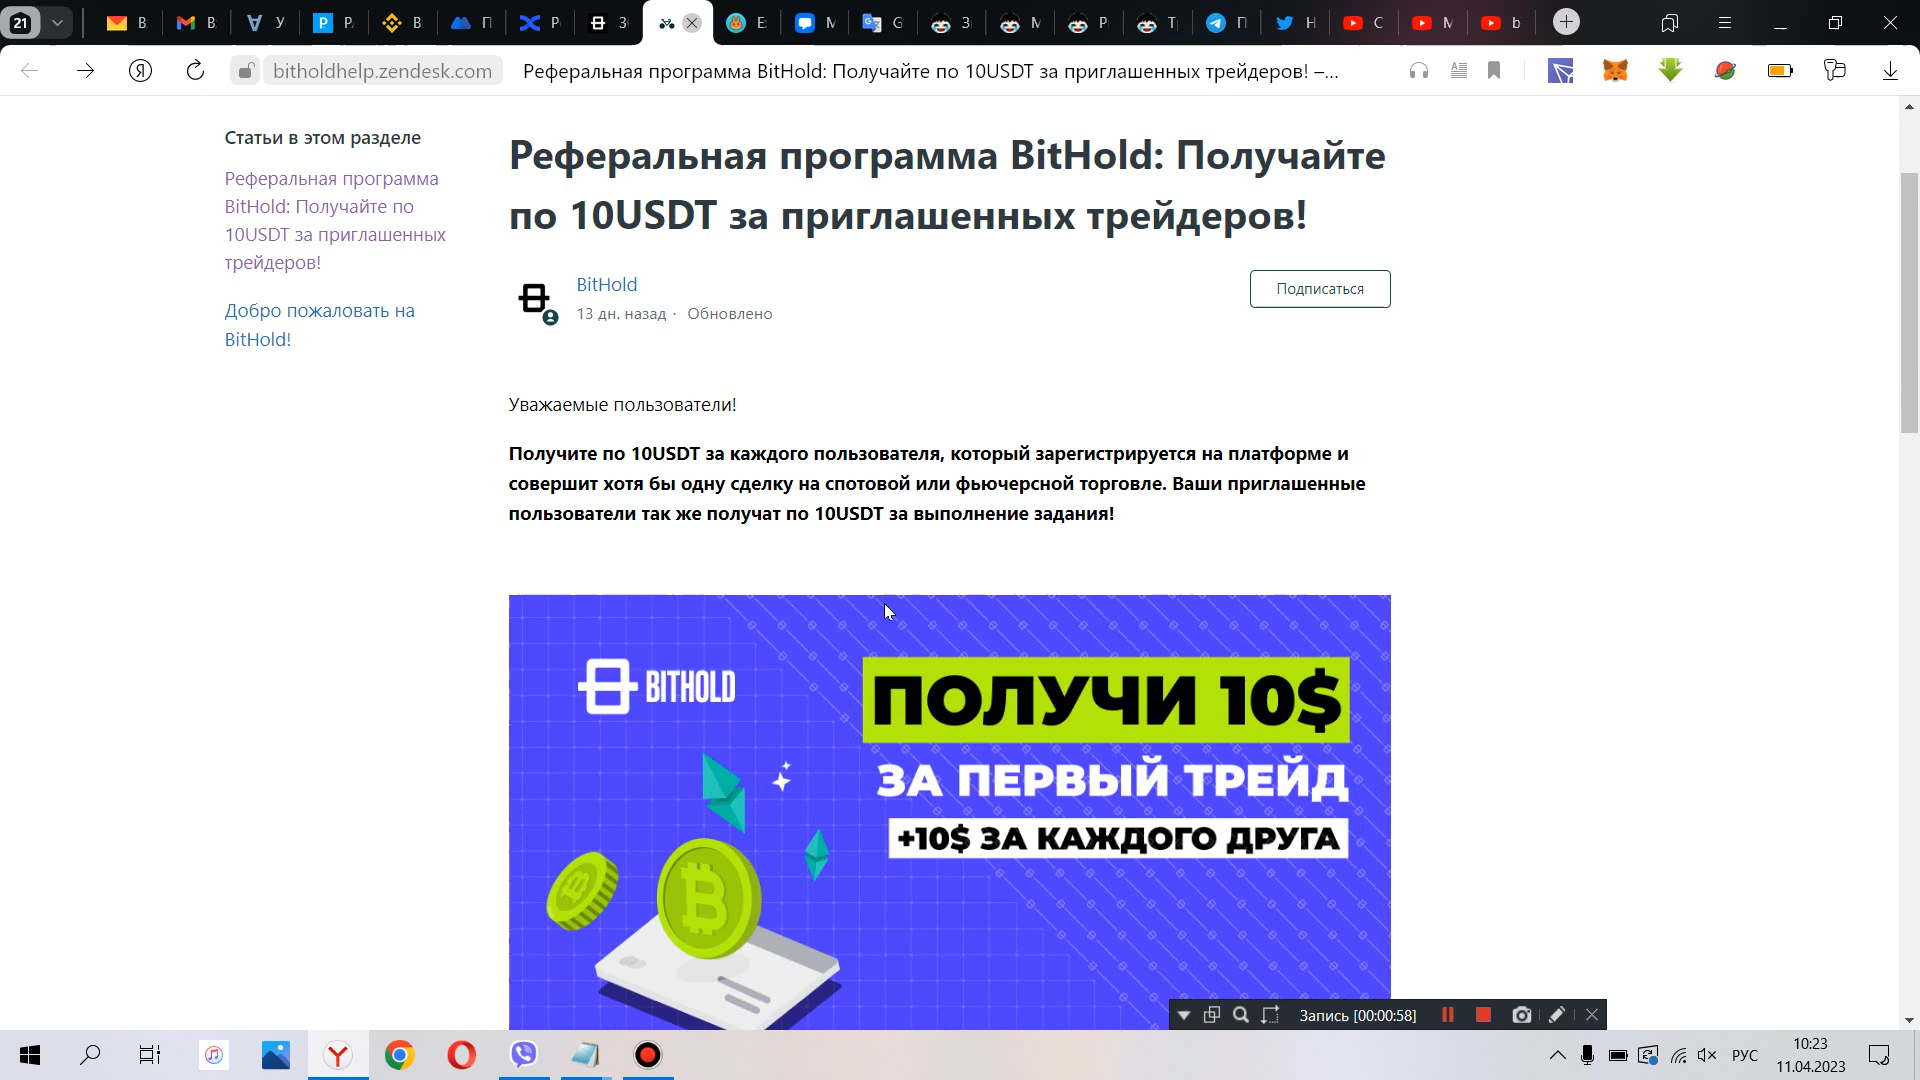 21
bitholdhelp.zendesk.com
Реферальная программа BitHold: Получайте по 10USDT за приглашенных трейдеров! –...
Статьи в этом разделе
Реферальная программа
BitHold: Получайте по
10USDT за приглашенных
трейдеров!
Добро пожаловать на
BitHold!
Реферальная программа BitHold: Получайте
по 10USDT за приглашенных трейдеров!
BitHold
13 дн. назад · Обновлено
Подписаться
Уважаемые пользователи!
Получите по 10USDT за каждого пользователя, который зарегистрируется на платформе и
совершит хотя бы одну сделку на спотовой или фьючерсной торговле. Ваши приглашенные
пользователи так же получат по 10USDT за выполнение задания!
BITHOLD
ПОЛУЧИ 10$
ЗА ПЕРВЫЙ ТРЕЙД
+10$ ЗА КАЖДОГО ДРУГА
Запись [00:00:58]
РУС
10:23
11.04.2023